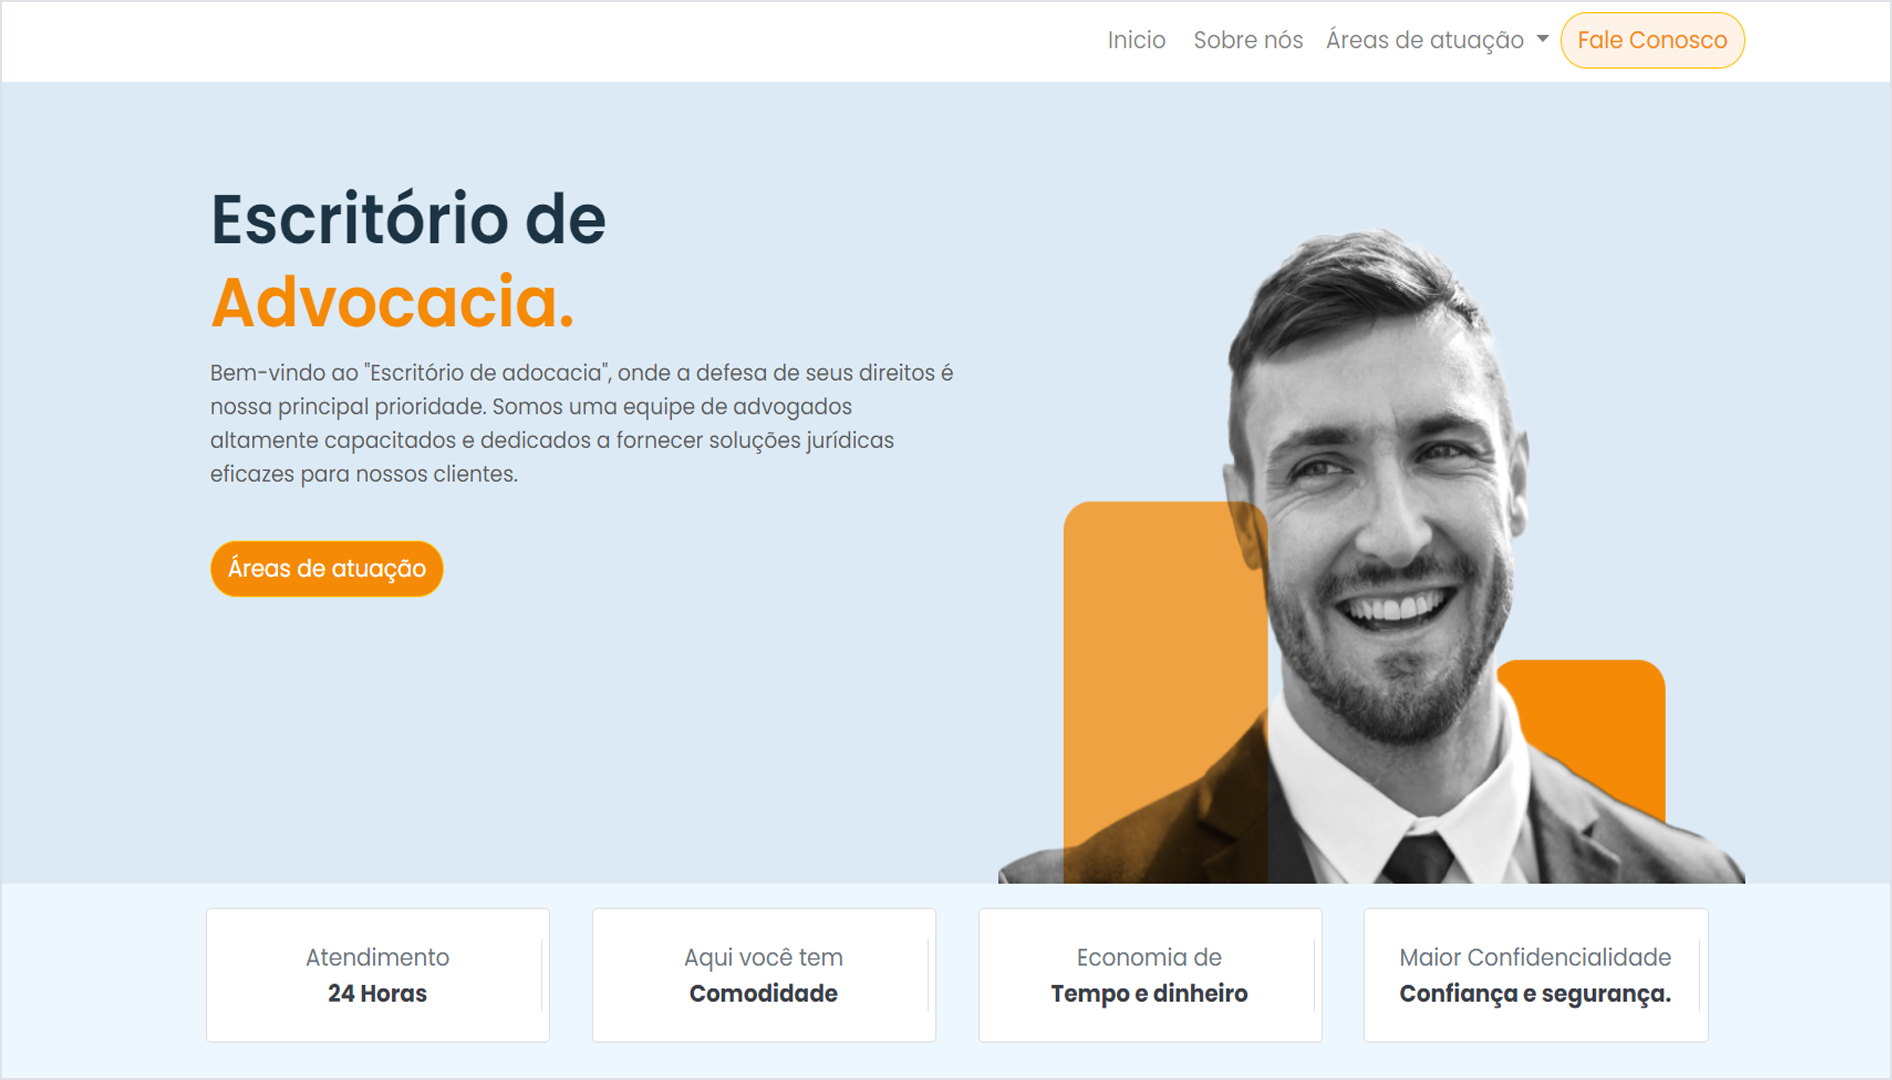 Inicio Sobre nós Áreas de atuação Fale Conosco
Escritório de
Advocacia.
Bem-vindo ao "Escritório de adocacia", onde a defesa de seus direitos é
nossa principal prioridade. Somos uma equipe de advogados
altamente capacitados e dedicados a fornecer soluções jurídicas
eficazes para nossos clientes.
Áreas de atuação
Atendimento
24 Horas
Aqui você tem
Comodidade
Economia de
Tempo e dinheiro
Maior Confidencialidade
Confiança e segurança.